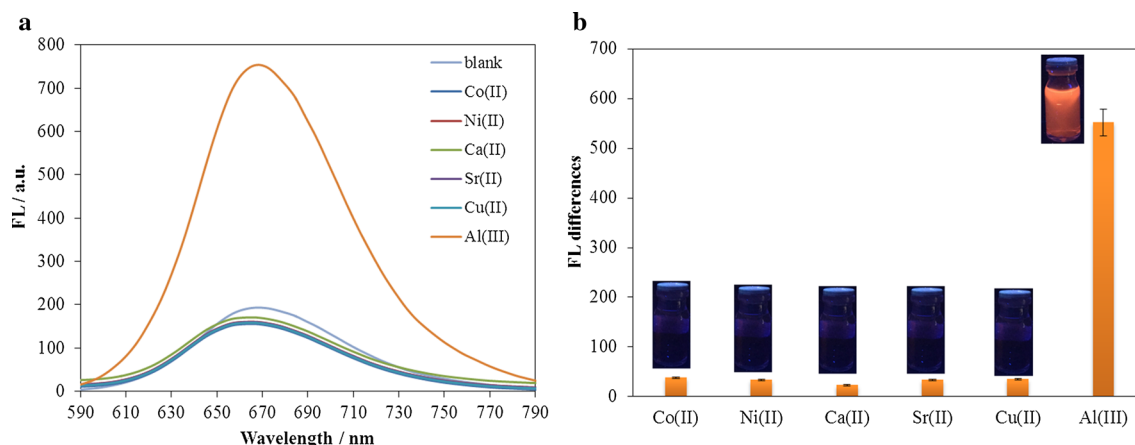 a
800
700
600
500
400
300
200
100
0
FL / a.u.
590 610 630 650 670 690 710 730 750 770 790
Wavelength / nm
blank
Co(II)
Ni(II)
Ca(II)
Sr(II)
Cu(II)
Al(III)
b
700
600
500
400
300
200
100
0
FL differences
Co(II) Ni(II) Ca(II) Sr(II) Cu(II) Al(III)